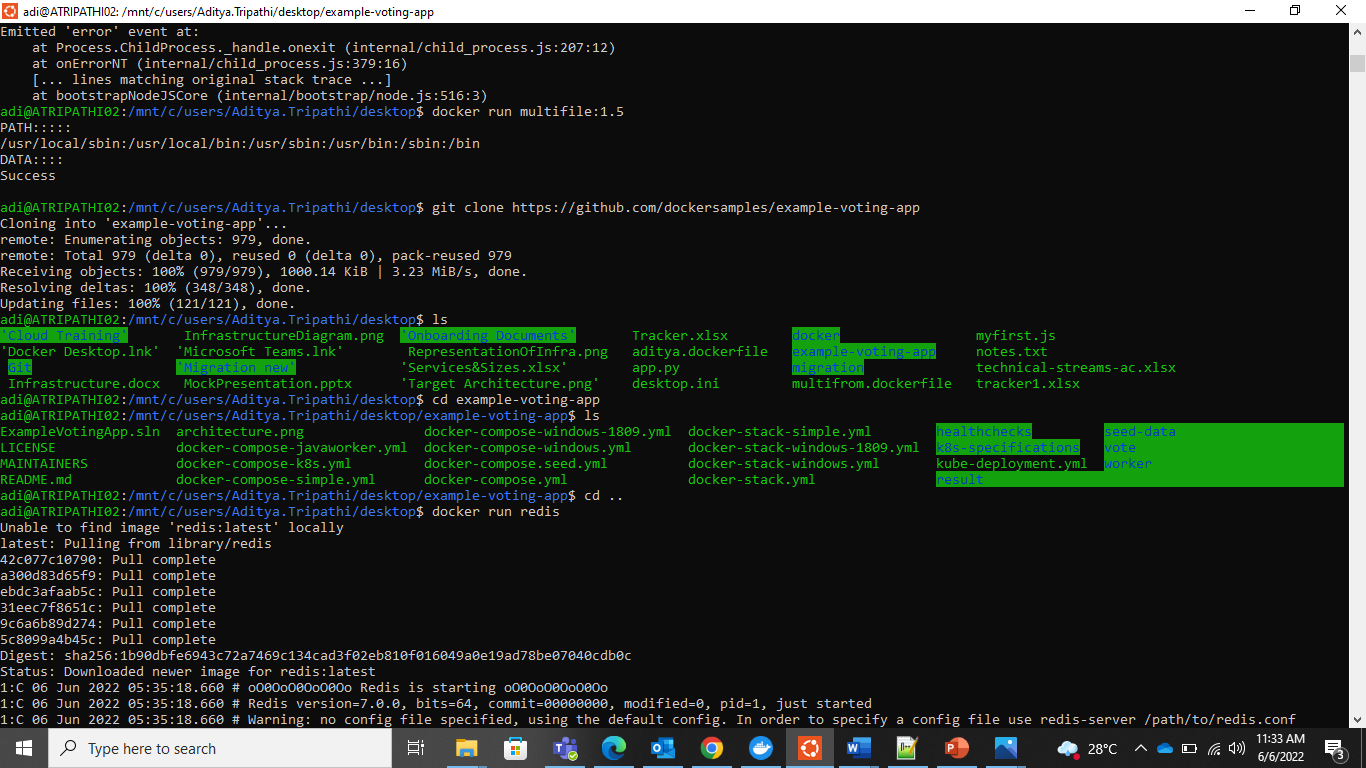 adi@ATRIPATHI02: /mnt/c/users/Aditya.Tripathi/desktop/example-voting-app
Emitted 'error' event at:
    at Process.ChildProcess._handle.onexit (internal/child_process.js:207:12)
    at onErrorNT (internal/child_process.js:379:16)
    [... lines matching original stack trace ...]
    at bootstrapNodeJSCore (internal/bootstrap/node.js:516:3)
adi@ATRIPATHI02:/mnt/c/users/Aditya.Tripathi/desktop$ docker run multifile:1.5
PATH:::::
/usr/local/sbin:/usr/local/bin:/usr/sbin:/usr/bin:/sbin:/bin
DATA::::
Success
adi@ATRIPATHI02:/mnt/c/users/Aditya.Tripathi/desktop$ git clone https://github.com/dockersamples/example-voting-app
Cloning into 'example-voting-app'...
remote: Enumerating objects: 979, done.
remote: Total 979 (delta 0), reused 0 (delta 0), pack-reused 979
Receiving objects: 100% (979/979), 1000.14 KiB | 3.23 MiB/s, done.
Resolving deltas: 100% (348/348), done.
Updating files: 100% (121/121), done.
adi@ATRIPATHI02:/mnt/c/users/Aditya.Tripathi/desktop$ ls
'Cloud Training'  InfrastructureDiagram.png  'Onboarding Documents'  Tracker.xlsx  docker  myfirst.js
'Docker Desktop.lnk'  'Microsoft Teams.lnk'  RepresentationOfInfra.png  aditya.dockerfile  example-voting-app  notes.txt
Git  'Migration new'  'Services&Sizes.xlsx'  app.py  migration  technical-streams-ac.xlsx
Infrastructure.docx  MockPresentation.pptx  'Target Architecture.png'  desktop.ini  multifrom.dockerfile  tracker1.xlsx
adi@ATRIPATHI02:/mnt/c/users/Aditya.Tripathi/desktop$ cd example-voting-app
adi@ATRIPATHI02:/mnt/c/users/Aditya.Tripathi/desktop/example-voting-app$ ls
ExampleVotingApp.sln  architecture.png  docker-compose-windows-1809.yml  docker-stack-simple.yml  healthchecks  seed-data
LICENSE  docker-compose-javaworker.yml  docker-compose-windows.yml  docker-stack-windows-1809.yml  k8s-specifications  vote
MAINTAINERS  docker-compose-k8s.yml  docker-compose.seed.yml  docker-stack-windows.yml  kube-deployment.yml  worker
README.md  docker-compose-simple.yml  docker-compose.yml  docker-stack.yml  result
adi@ATRIPATHI02:/mnt/c/users/Aditya.Tripathi/desktop/example-voting-app$ cd ..
adi@ATRIPATHI02:/mnt/c/users/Aditya.Tripathi/desktop$ docker run redis
Unable to find image 'redis:latest' locally
latest: Pulling from library/redis
42c077c10790: Pull complete
a300d83d65f9: Pull complete
ebdc3afaab5c: Pull complete
31eec7f8651c: Pull complete
9c6a6b89d274: Pull complete
5c8099a4b45c: Pull complete
Digest: sha256:1b90dbfe6943c72a7469c134cad3f02eb810f016049a0e19ad78be07040cdb0c
Status: Downloaded newer image for redis:latest
1:C 06 Jun 2022 05:35:18.660 # oO0OoO0OoO0Oo Redis is starting oO0OoO0OoO0Oo
1:C 06 Jun 2022 05:35:18.660 # Redis version=7.0.0, bits=64, commit=00000000, modified=0, pid=1, just started
1:C 06 Jun 2022 05:35:18.660 # Warning: no config file specified, using the default config. In order to specify a config file use redis-server /path/to/redis.conf
Type here to search
28°C
11:33 AM
6/6/2022
3